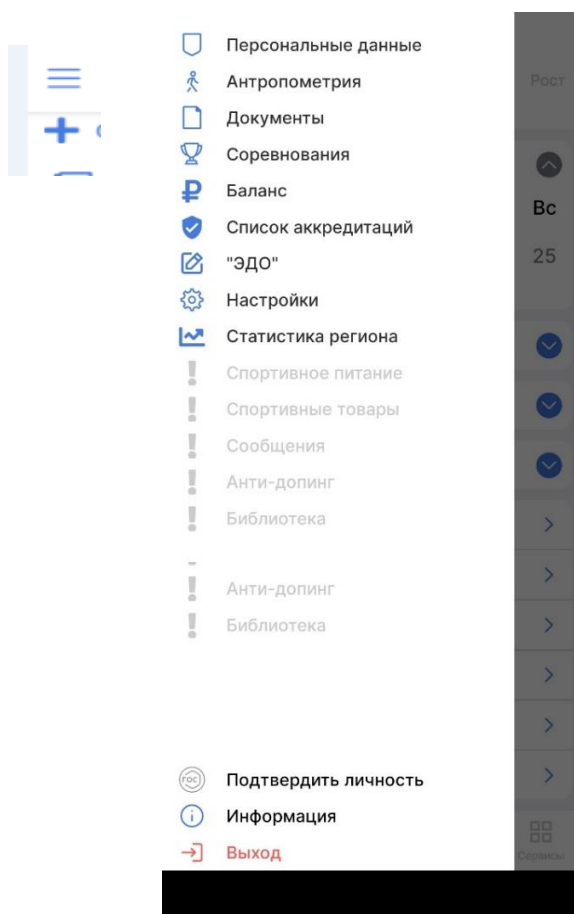 Персональные данные
Антропометрия
Рост
Документы
Соревнования
Баланс
Вс
Список аккредитаций
"ЭДО"
25
Настройки
Статистика региона
Спортивное питание
Спортивные товары
Сообщения
Анти-допинг
Библиотека
Анти-допинг
Библиотека
гос
Подтвердить личность
Информация
Выход
Сервисы